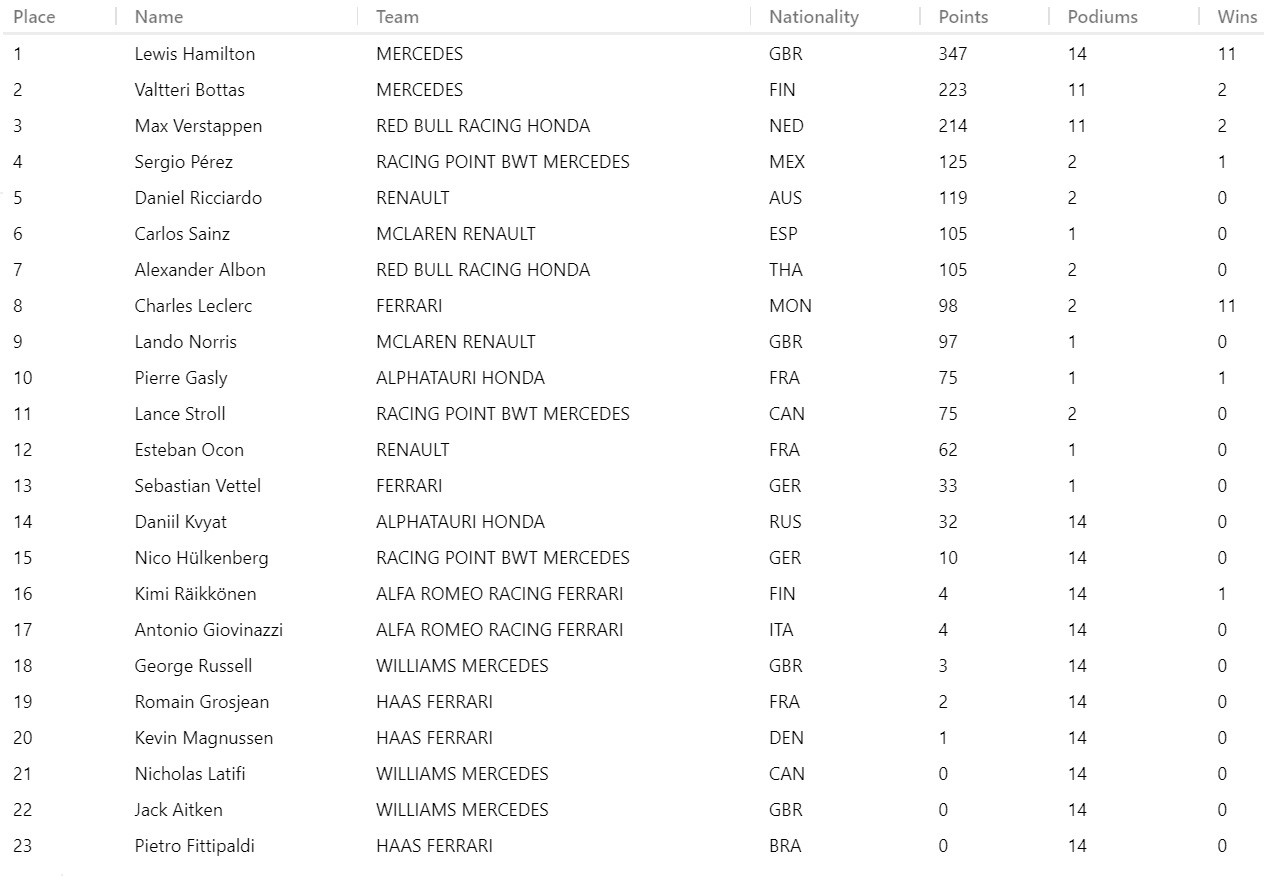 Place Name Team Nationality Points Podiums Wins
1 Lewis Hamilton MERCEDES GBR 347 14 11
2 Valtteri Bottas MERCEDES FIN 223 11 2
3 Max Verstappen RED BULL RACING HONDA NED 214 11 2
4 Sergio Pérez RACING POINT BWT MERCEDES MEX 125 2 1
5 Daniel Ricciardo RENAULT AUS 119 2 0
6 Carlos Sainz MCLAREN RENAULT ESP 105 1 0
7 Alexander Albon RED BULL RACING HONDA THA 105 2 0
8 Charles Leclerc FERRARI MON 98 2 11
9 Lando Norris MCLAREN RENAULT GBR 97 1 0
10 Pierre Gasly ALPHATAURI HONDA FRA 75 1 1
11 Lance Stroll RACING POINT BWT MERCEDES CAN 75 2 0
12 Esteban Ocon RENAULT FRA 62 1 0
13 Sebastian Vettel FERRARI GER 33 1 0
14 Daniil Kvyat ALPHATAURI HONDA RUS 32 14 0
15 Nico Hülkenberg RACING POINT BWT MERCEDES GER 10 14 0
16 Kimi Räikkönen ALFA ROMEO RACING FERRARI FIN 4 14 1
17 Antonio Giovinazzi ALFA ROMEO RACING FERRARI ITA 4 14 0
18 George Russell WILLIAMS MERCEDES GBR 3 14 0
19 Romain Grosjean HAAS FERRARI FRA 2 14 0
20 Kevin Magnussen HAAS FERRARI DEN 1 14 0
21 Nicholas Latifi WILLIAMS MERCEDES CAN 0 14 0
22 Jack Aitken WILLIAMS MERCEDES GBR 0 14 0
23 Pietro Fittipaldi HAAS FERRARI BRA 0 14 0